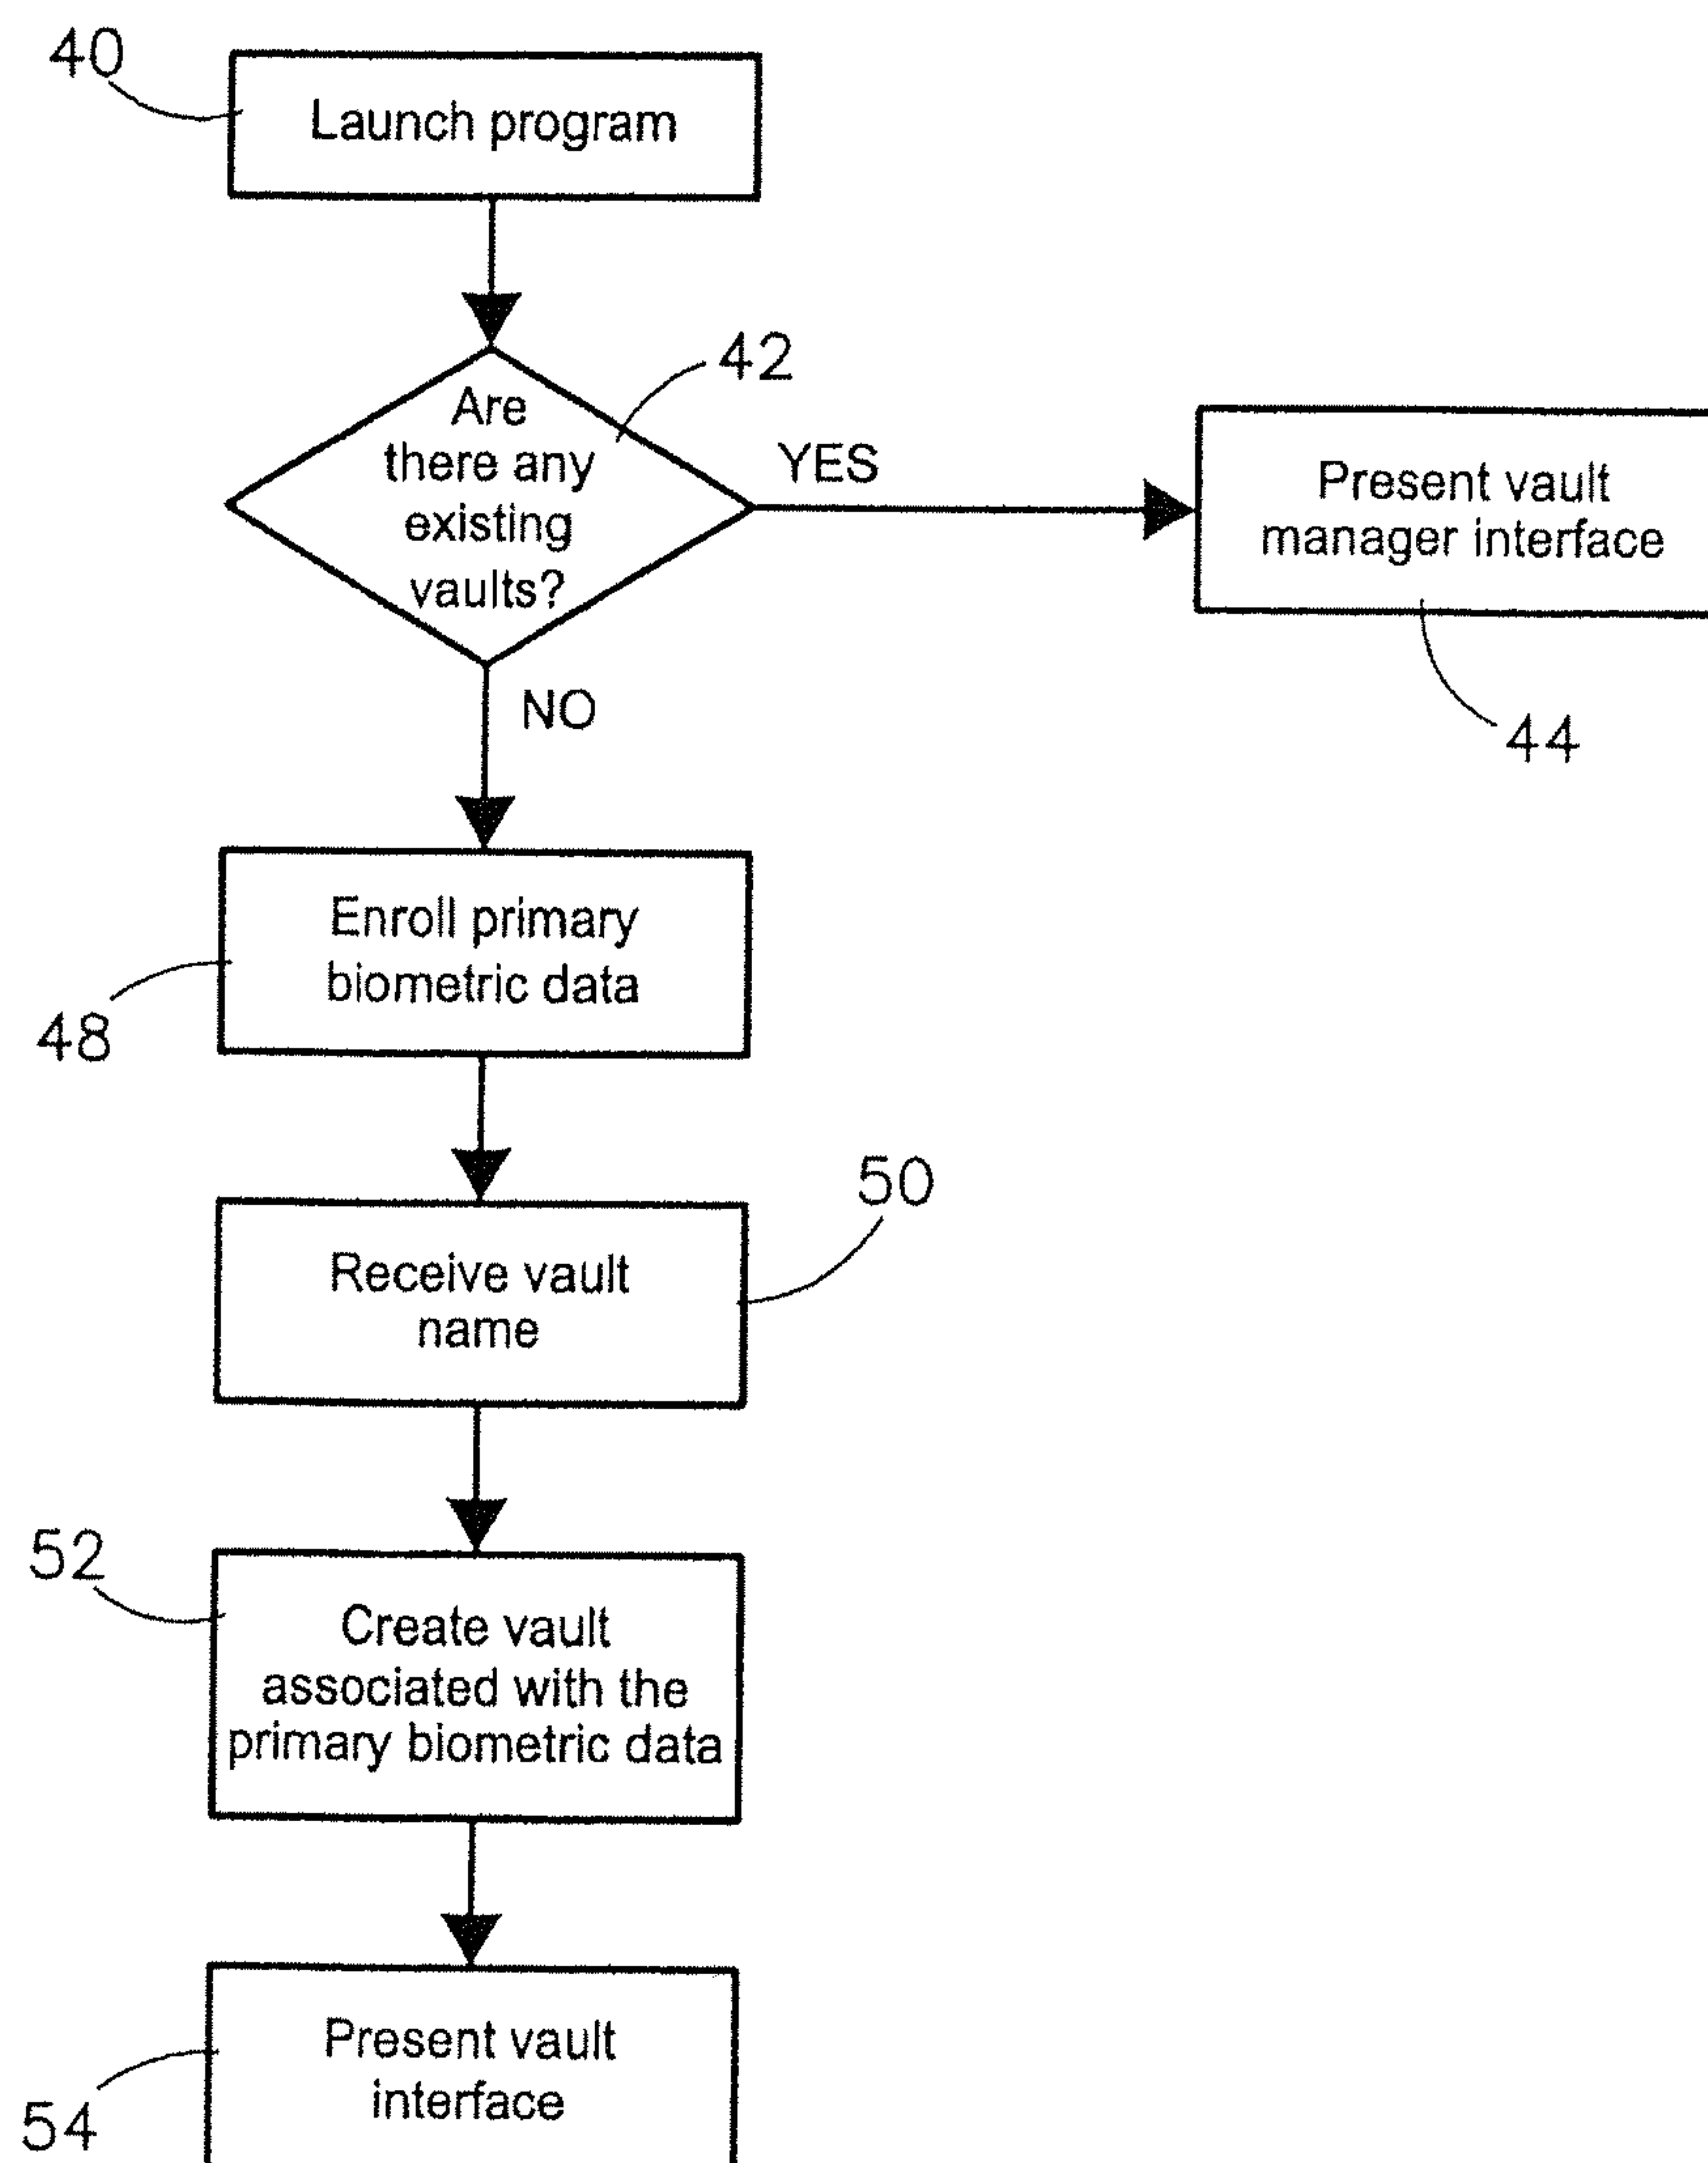 40
Launch program
42
Are
there any
existing
vaults?
YES
Present vault
manager interface
44
NO
Enroll primary
biometric data
48
50
Receive vault
name
52
Create vault
associated with the
primary biometric data
Present vault
interface
54